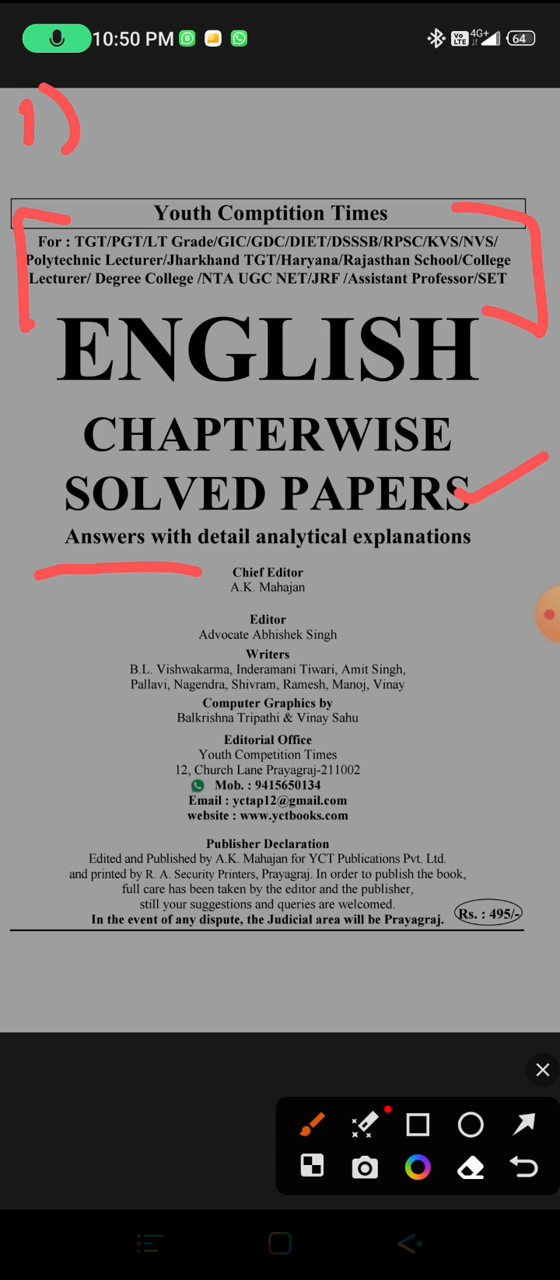 10:50 PM
Vo LTE 4G+ 64
1)
Youth Comptition Times
For : TGT/PGT/LT Grade/GIC/GDC/DIET/DSSSB/RPSC/KVS/NVS/
Polytechnic Lecturer/Jharkhand TGT/Haryana/Rajasthan School/College
Lecturer/ Degree College /NTA UGC NET/JRF /Assistant Professor/SET
ENGLISH
CHAPTERWISE
SOLVED PAPERS
Answers with detail analytical explanations
Chief Editor
A.K. Mahajan
Editor
Advocate Abhishek Singh
Writers
B.L. Vishwakarma, Inderamani Tiwari, Amit Singh,
Pallavi, Nagendra, Shivram, Ramesh, Manoj, Vinay
Computer Graphics by
Balkrishna Tripathi & Vinay Sahu
Editorial Office
Youth Competition Times
12, Church Lane Prayagraj-211002
Mob. : 9415650134
Email : yctap12@gmail.com
website : www.yctbooks.com
Publisher Declaration
Edited and Published by A.K. Mahajan for YCT Publications Pvt. Ltd.
and printed by R. A. Security Printers, Prayagraj. In order to publish the book,
full care has been taken by the editor and the publisher,
still your suggestions and queries are welcomed.
In the event of any dispute, the Judicial area will be Prayagraj.
Rs. : 495/-